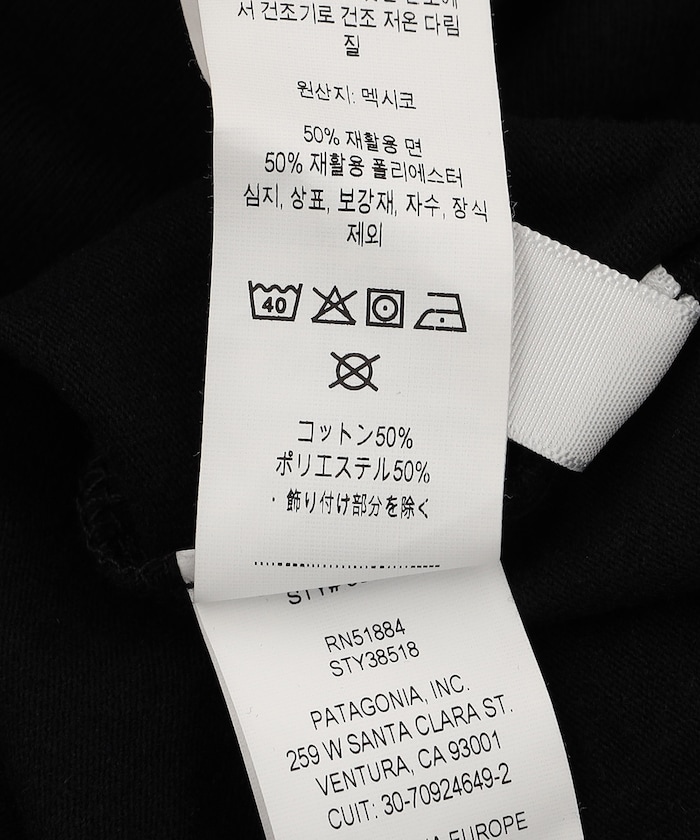 서 건조기로 건조 저온 다림
질
원산지: 멕시코
50% 재활용 면
50% 재활용 폴리에스터
심지, 상표, 보강재, 자수, 장식
제외
40
コットン50%
ポリエステル50%
・飾り付け部分を除く
RN51884
STY38518
PATAGONIA, INC.
259 W SANTA CLARA ST.
VENTURA, CA 93001
CUIT: 30-70924649-2
EUROPE